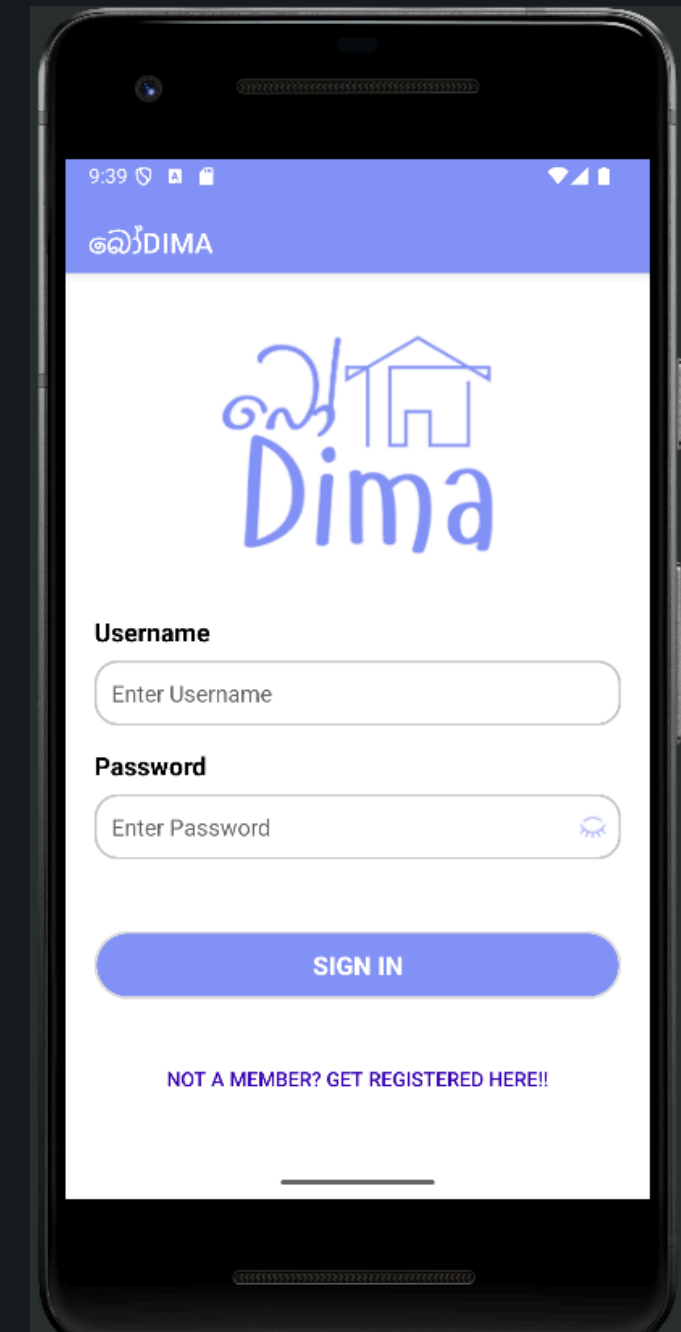 9:39
බෝDIMA
බෝ
Dima
Username
Enter Username
Password
Enter Password
SIGN IN
NOT A MEMBER? GET REGISTERED HERE!!